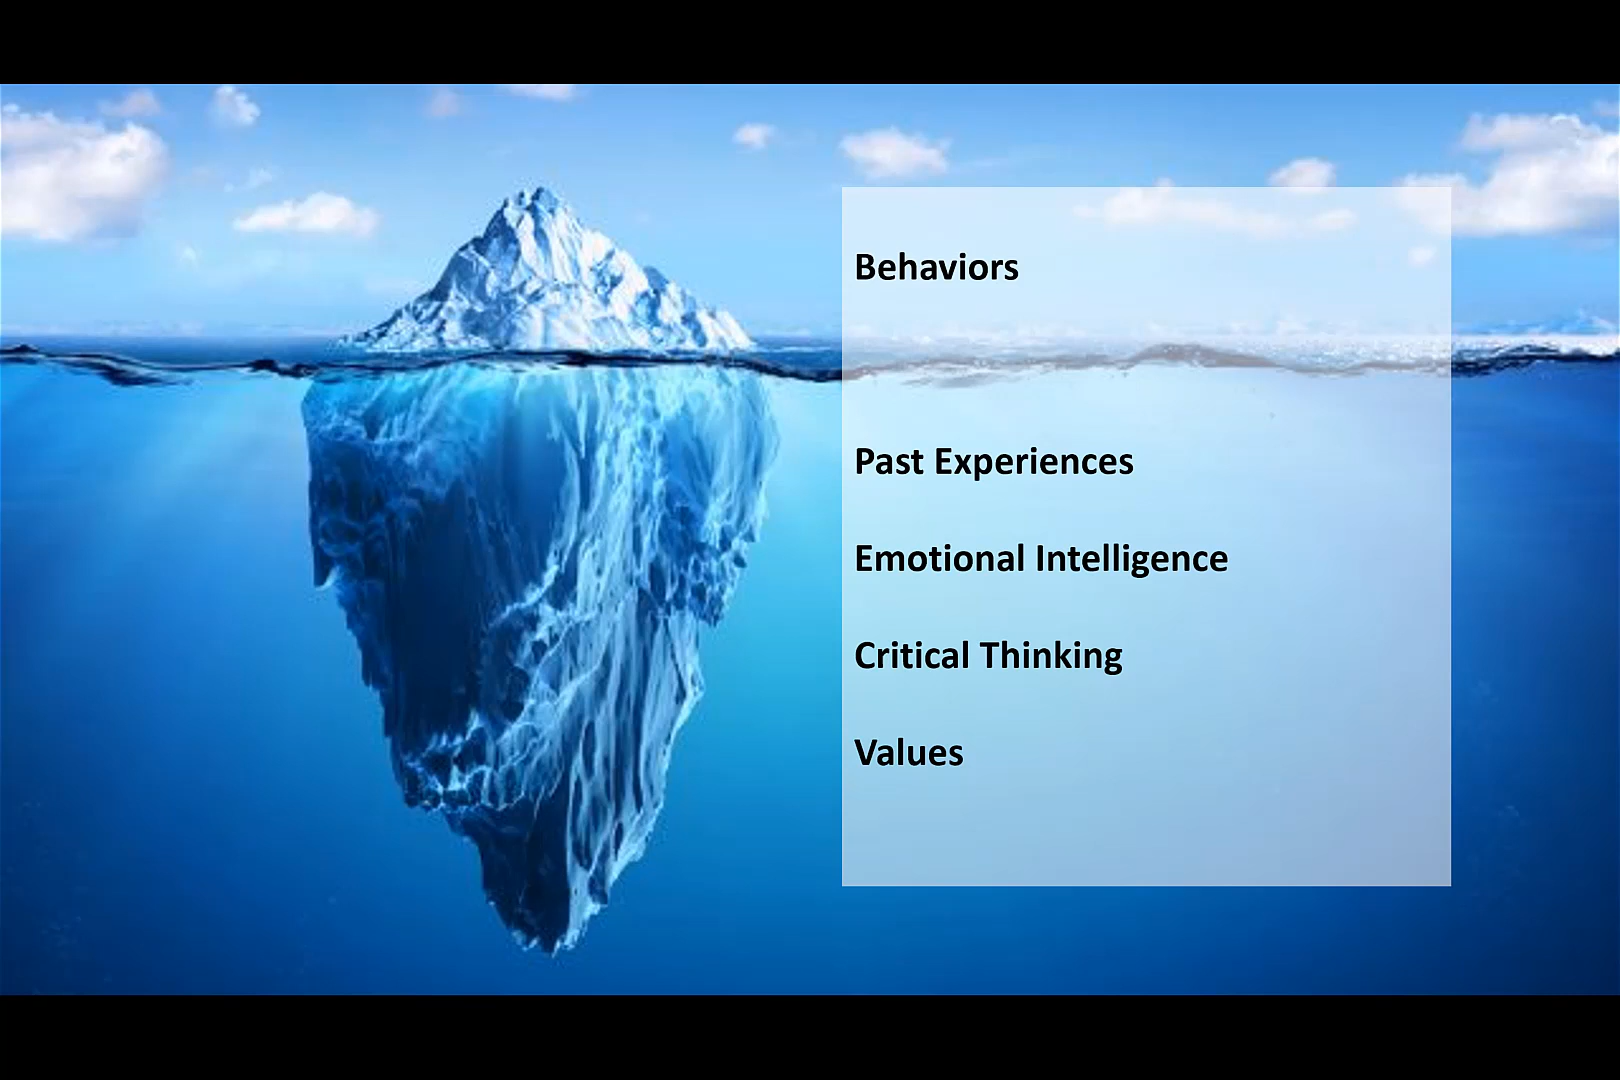 Behaviors
Past Experiences
Emotional Intelligence
Critical Thinking
Values